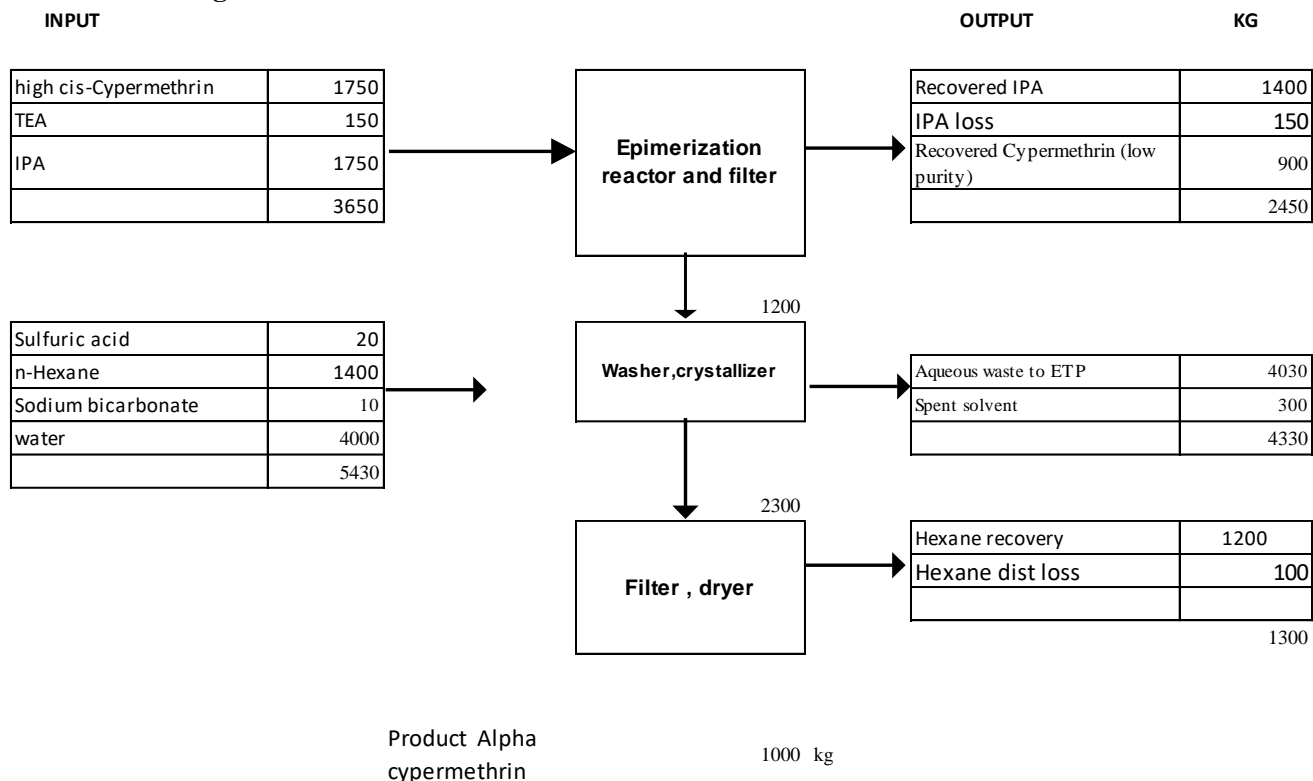 INPUT OUTPUT KG
high cis-Cypermethrin 1750
TEA 150
IPA 1750
3650
Epimerization
reactor and filter
Recovered IPA 1400
IPA loss 150
Recovered Cypermethrin (low
purity) 900
2450
1200
Sulfuric acid 20
n-Hexane 1400
Sodium bicarbonate 10
water 4000
5430
Washer,crystallizer
Aqueous waste to ETP 4030
Spent solvent 300
4330
2300
Filter , dryer
Hexane recovery 1200
Hexane dist loss 100
1300
Product Alpha
cypermethrin
1000 kg